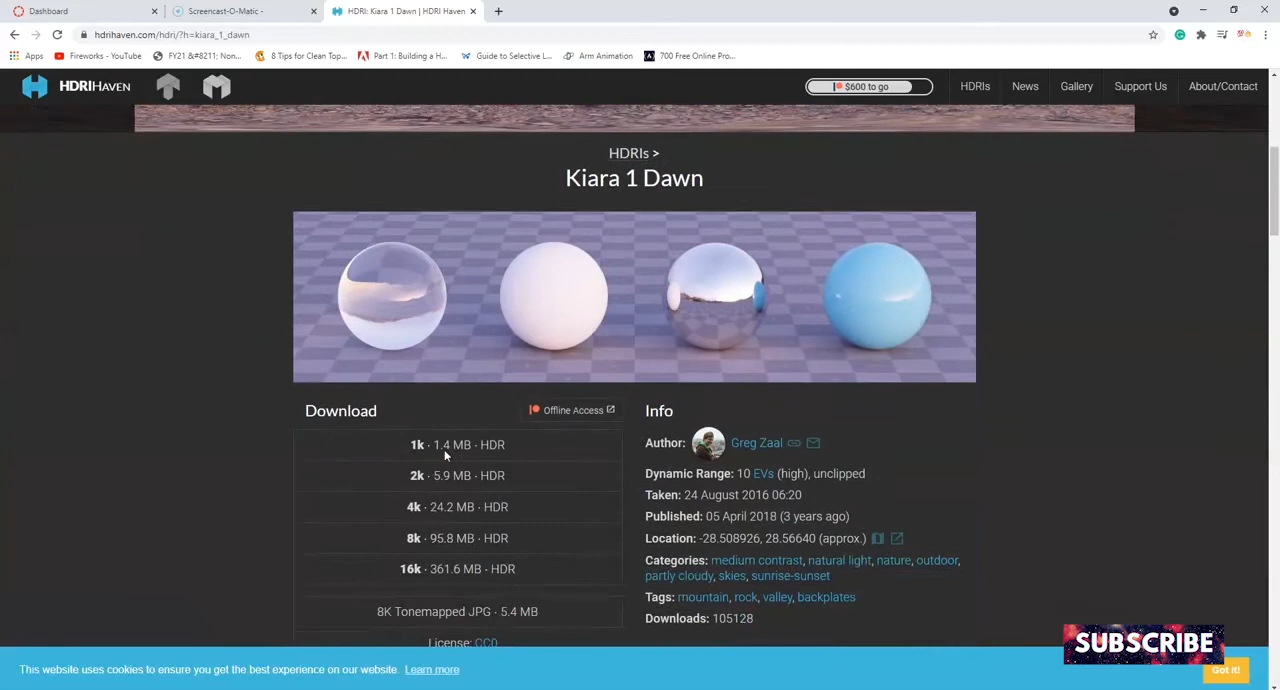 Dashboard
Screencast-O-Matic -
HDRI: Kiara 1 Dawn | HDRI Haven
hdrihaven.com/hdri/?h=kiara_1_dawn
Apps
Fireworks - YouTube
FY21 &#8211; Non...
8 Tips for Clean Top...
Part 1: Building a H...
Guide to Selective L...
Arm Animation
700 Free Online Pro...
HDRIHAVEN
$600 to go
HDRIs
News
Gallery
Support Us
About/Contact
HDRIs >
Kiara 1 Dawn
Download
Offline Access
1k · 1.4 MB · HDR
2k · 5.9 MB · HDR
4k · 24.2 MB · HDR
8k · 95.8 MB · HDR
16k · 361.6 MB · HDR
8K Tonemapped JPG · 5.4 MB
License: CC0
Info
Author: Greg Zaal
Dynamic Range: 10 EVs (high), unclipped
Taken: 24 August 2016 06:20
Published: 05 April 2018 (3 years ago)
Location: -28.508926, 28.56640 (approx.)
Categories: medium contrast, natural light, nature, outdoor,
partly cloudy, skies, sunrise-sunset
Tags: mountain, rock, valley, backplates
Downloads: 105128
SUBSCRIBE
This website uses cookies to ensure you get the best experience on our website. Learn more
Got it!